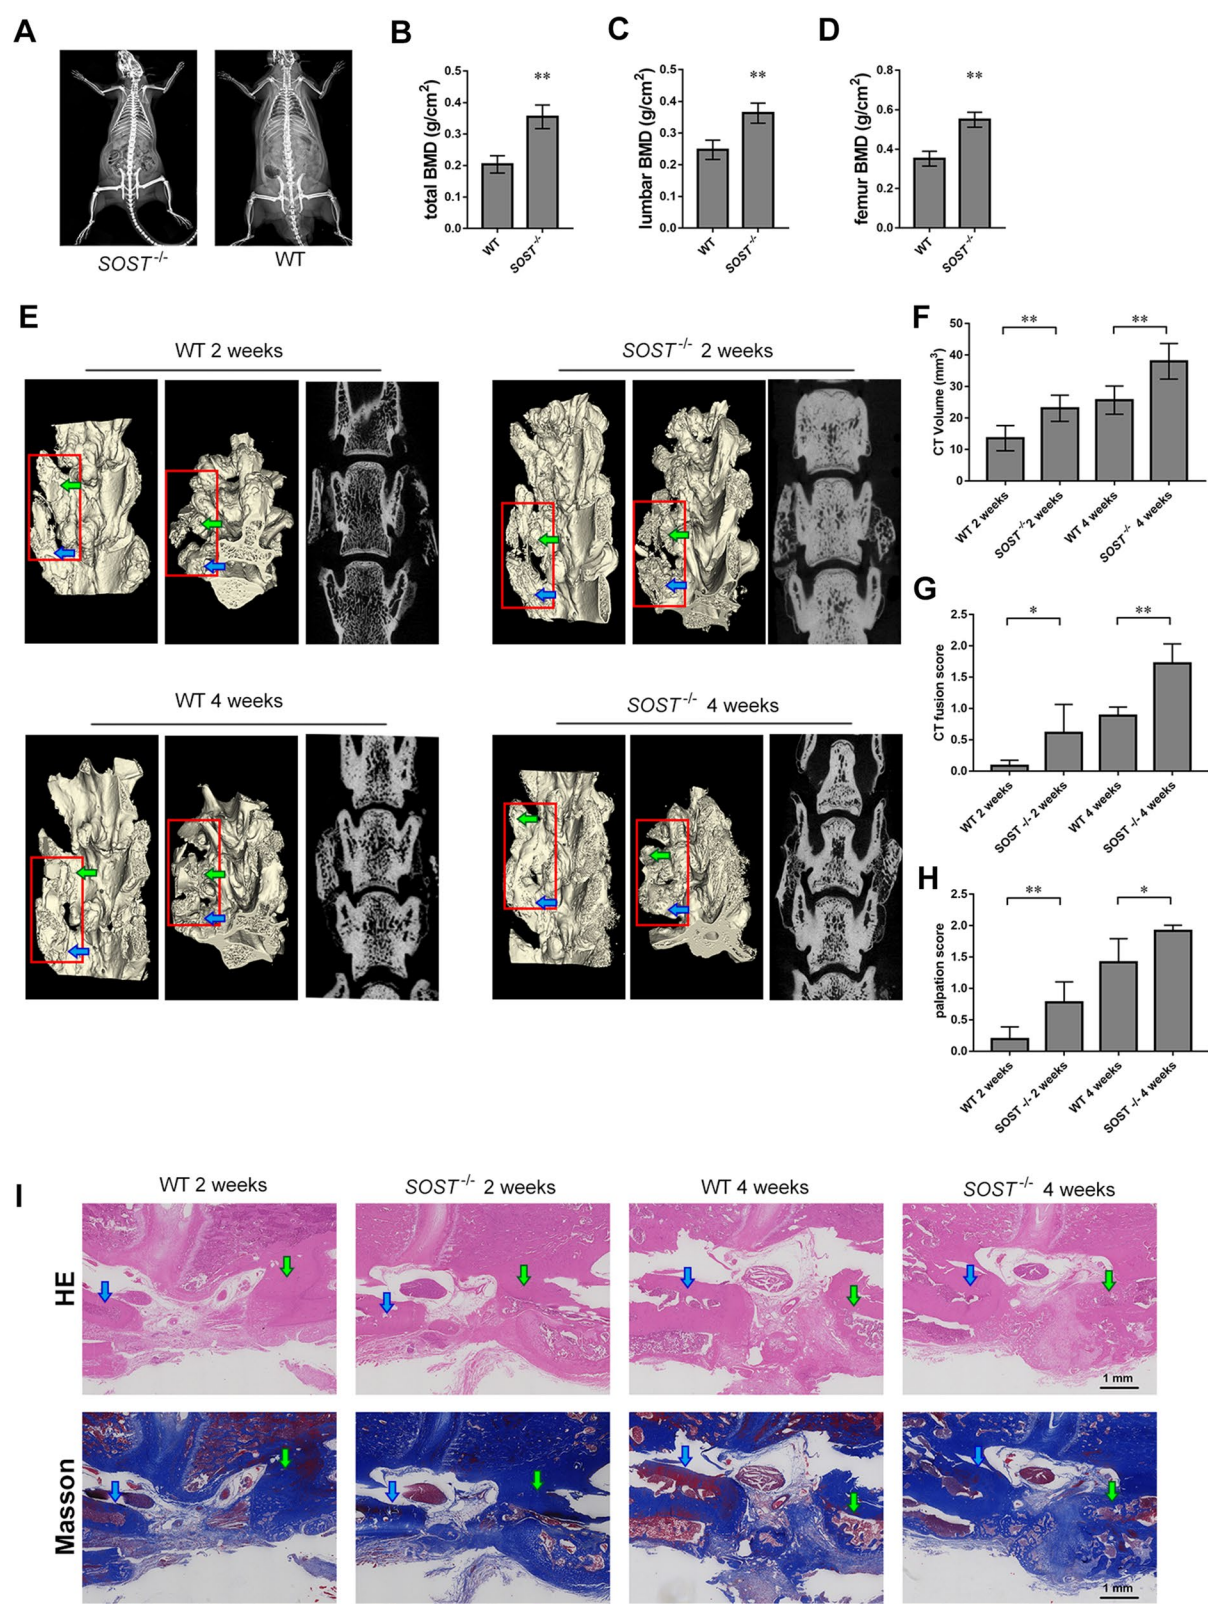 A
SOST-/-
WT
B
total BMD (g/cm2)
0.5
0.4
0.3
0.2
0.1
0.0
**
WT
SOST-/-
C
lumbar BMD (g/cm2)
0.5
0.4
0.3
0.2
0.1
0.0
**
WT
SOST-/-
D
femur BMD (g/cm2)
0.8
0.6
0.4
0.2
0.0
**
WT
SOST-/-
E
WT 2 weeks
SOST-/- 2 weeks
WT 4 weeks
SOST-/- 4 weeks
F
CT Volume (mm3)
50
40
30
20
10
0
**
**
WT 2 weeks
SOST-/- 2 weeks
WT 4 weeks
SOST-/- 4 weeks
G
CT fusion score
2.5
2.0
1.5
1.0
0.5
0.0
*
**
WT 2 weeks
SOST -/- 2 weeks
WT 4 weeks
SOST -/- 4 weeks
H
palpation score
2.5
2.0
1.5
1.0
0.5
0.0
**
*
WT 2 weeks
SOST -/- 2 weeks
WT 4 weeks
SOST -/- 4 weeks
I
WT 2 weeks
SOST-/- 2 weeks
WT 4 weeks
SOST-/- 4 weeks
HE
1 mm
Masson
1 mm